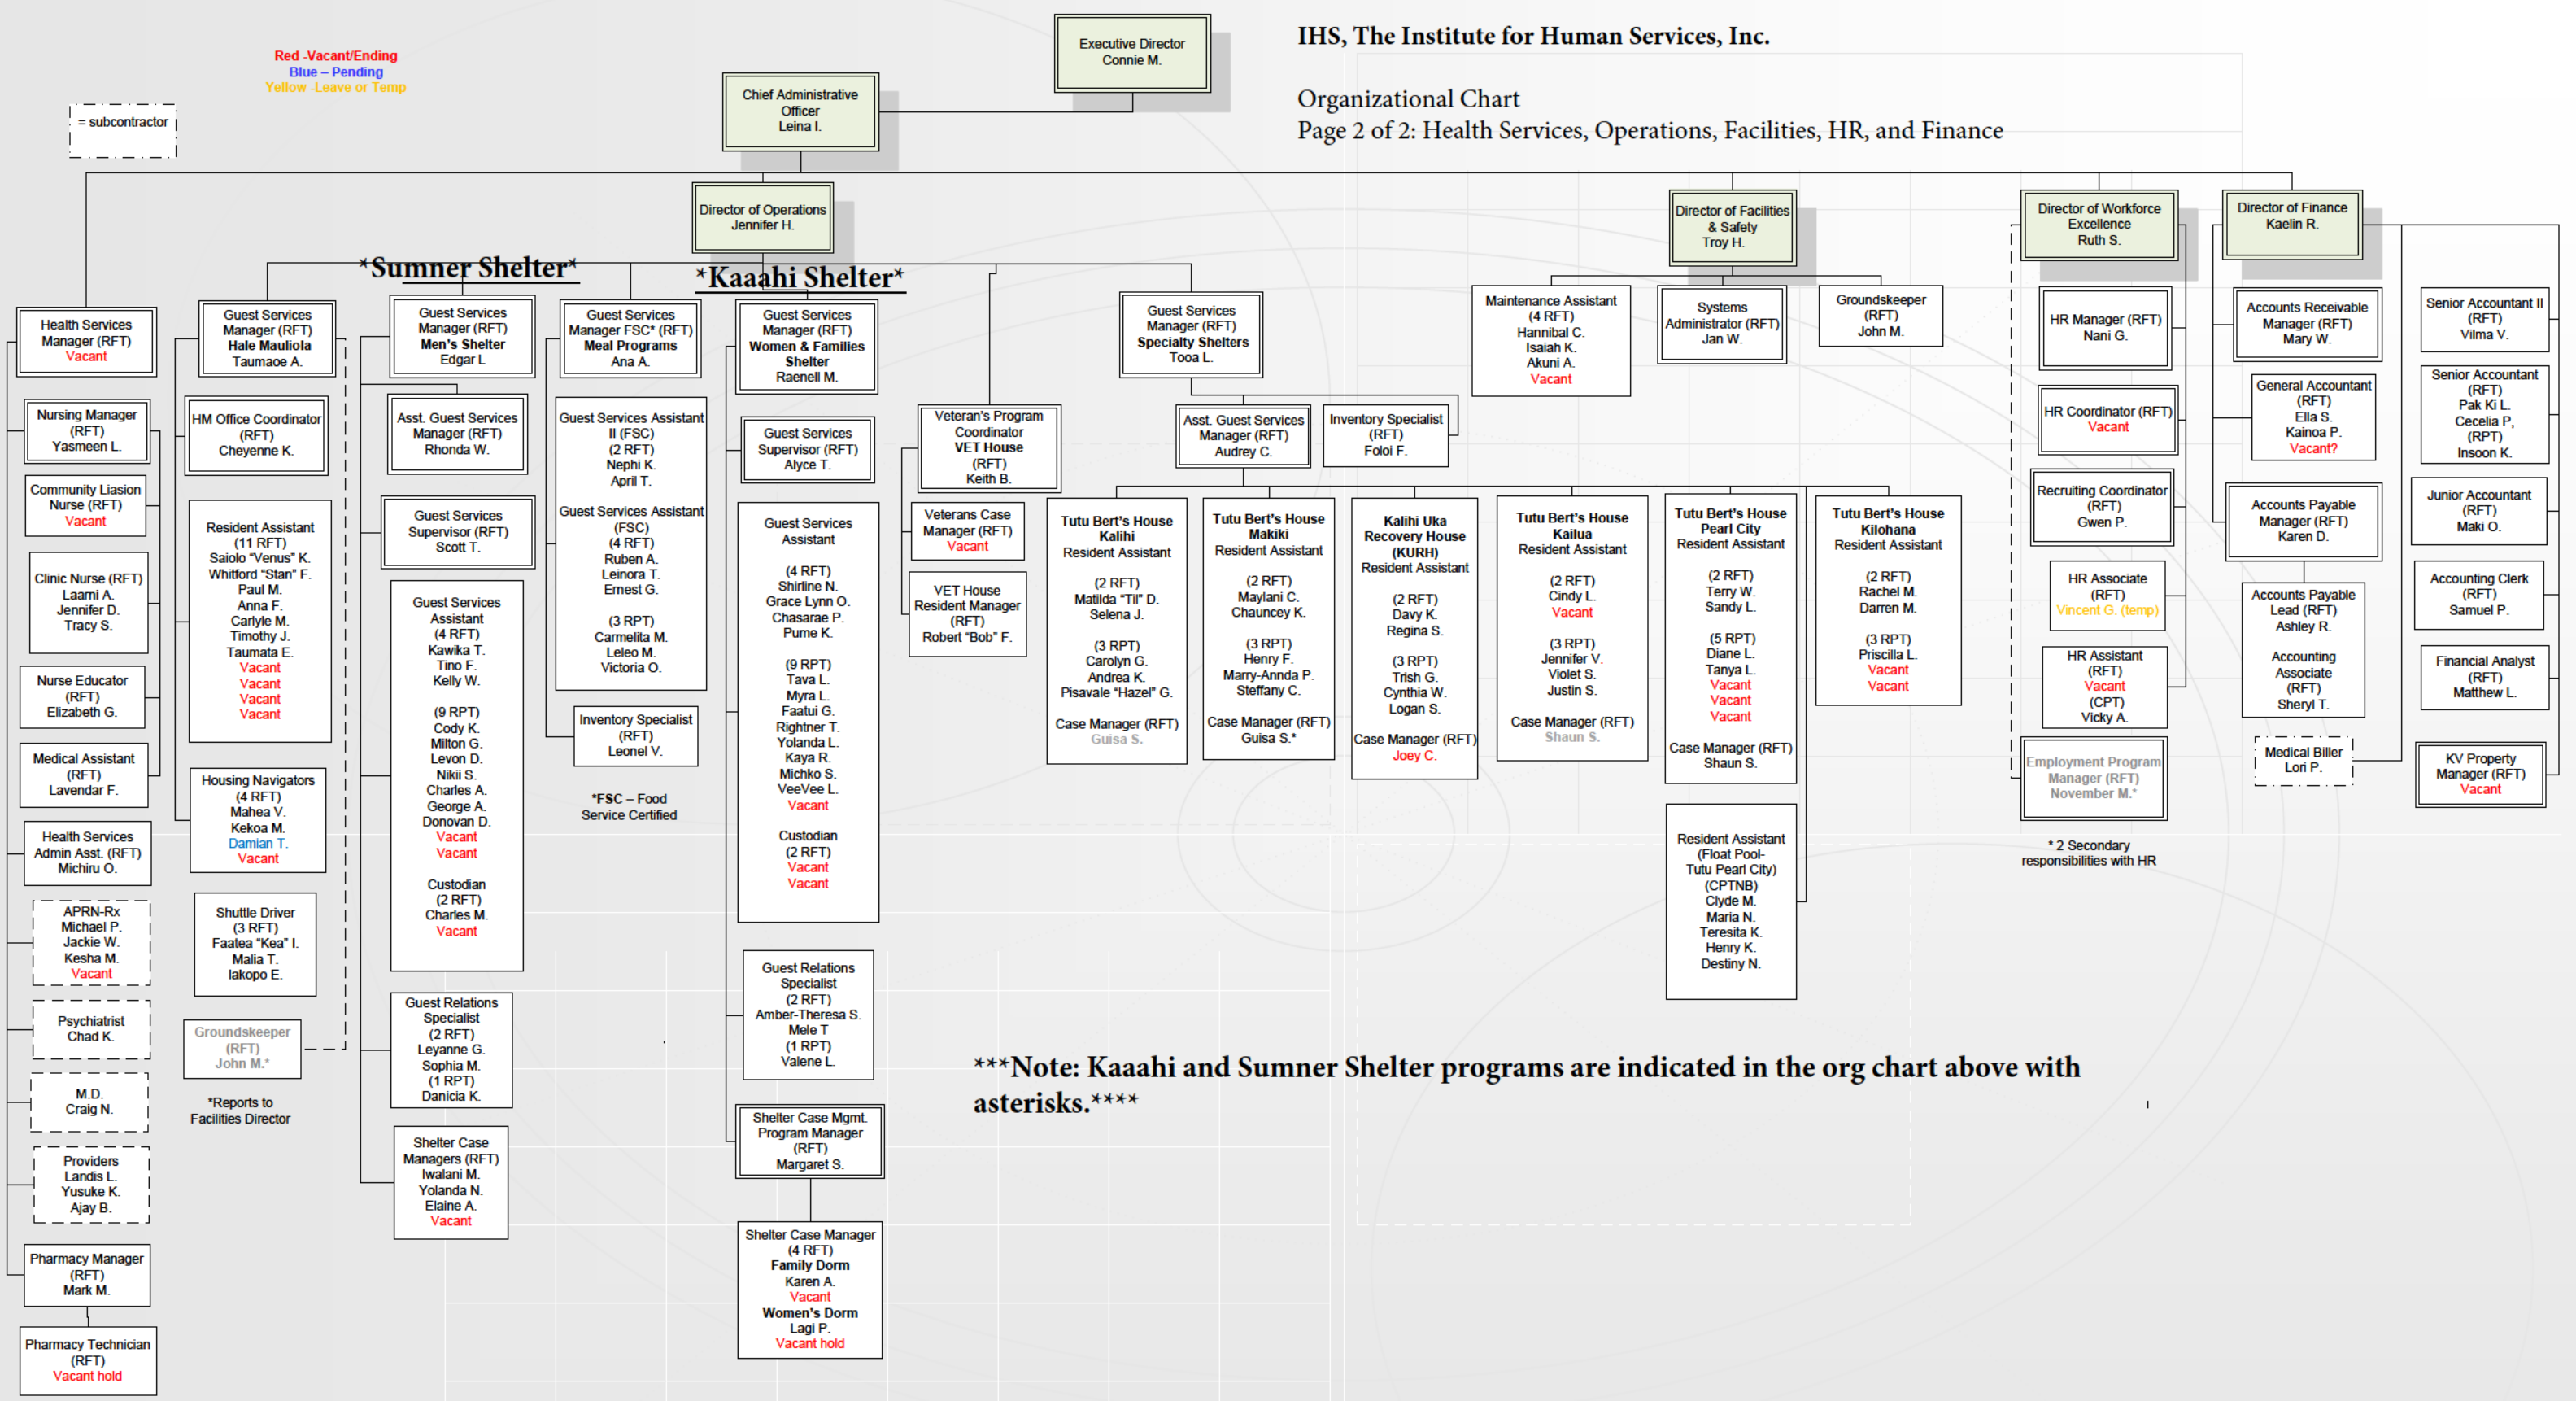 Red -Vacant/Ending
Blue – Pending
Yellow -Leave or Temp
= subcontractor
Executive Director
Connie M.
IHS, The Institute for Human Services, Inc.
Organizational Chart
Page 2 of 2: Health Services, Operations, Facilities, HR, and Finance
Chief Administrative
Officer
Leina I.
Director of Operations
Jennifer H.
Director of Facilities
& Safety
Troy H.
Director of Workforce
Excellence
Ruth S.
Director of Finance
Kaelin R.
*Sumner Shelter*
*Kaaahi Shelter*
Health Services
Manager (RFT)
Vacant
Nursing Manager
(RFT)
Yasmeen L.
Community Liasion
Nurse (RFT)
Vacant
Clinic Nurse (RFT)
Laarni A.
Jennifer D.
Tracy S.
Nurse Educator
(RFT)
Elizabeth G.
Medical Assistant
(RFT)
Lavendar F.
Health Services
Admin Asst. (RFT)
Michiru O.
APRN-Rx
Michael P.
Jackie W.
Kesha M.
Vacant
Psychiatrist
Chad K.
M.D.
Craig N.
Providers
Landis L.
Yusuke K.
Ajay B.
Pharmacy Manager
(RFT)
Mark M.
Pharmacy Technician
(RFT)
Vacant hold
Guest Services
Manager (RFT)
Hale Mauliola
Taumaoe A.
HM Office Coordinator
(RFT)
Cheyenne K.
Resident Assistant
(11 RFT)
Saiolo “Venus” K.
Whitford “Stan” F.
Paul M.
Anna F.
Carlyle M.
Timothy J.
Taumata E.
Vacant
Vacant
Vacant
Vacant
Housing Navigators
(4 RFT)
Mahea V.
Kekoa M.
Damian T.
Vacant
Shuttle Driver
(3 RFT)
Faatea “Kea” I.
Malia T.
Iakopo E.
Groundskeeper
(RFT)
John M.*
*Reports to
Facilities Director
Guest Services
Manager (RFT)
Men’s Shelter
Edgar L
Asst. Guest Services
Manager (RFT)
Rhonda W.
Guest Services
Supervisor (RFT)
Scott T.
Guest Services
Assistant
(4 RFT)
Kawika T.
Tino F.
Kelly W.
(9 RPT)
Cody K.
Milton G.
Levon D.
Nikii S.
Charles A.
George A.
Donovan D.
Vacant
Vacant
Custodian
(2 RFT)
Charles M.
Vacant
Guest Relations
Specialist
(2 RFT)
Leyanne G.
Sophia M.
(1 RPT)
Danicia K.
Shelter Case
Managers (RFT)
Iwalani M.
Yolanda N.
Elaine A.
Vacant
Guest Services
Manager FSC* (RFT)
Meal Programs
Ana A.
Guest Services Assistant
II (FSC)
(2 RFT)
Nephi K.
April T.
Guest Services Assistant
(FSC)
(4 RFT)
Ruben A.
Leinora T.
Ernest G.
(3 RPT)
Carmelita M.
Leleo M.
Victoria O.
Inventory Specialist
(RFT)
Leonel V.
*FSC – Food
Service Certified
Guest Services
Manager (RFT)
Women & Families
Shelter
Raenell M.
Guest Services
Supervisor (RFT)
Alyce T.
Guest Services
Assistant
(4 RFT)
Shirline N.
Grace Lynn O.
Chasarae P.
Pume K.
(9 RPT)
Tava L.
Myra L.
Faatui G.
Rightner T.
Yolanda L.
Kaya R.
Michko S.
VeeVee L.
Vacant
Custodian
(2 RFT)
Vacant
Vacant
Guest Relations
Specialist
(2 RFT)
Amber-Theresa S.
Mele T
(1 RPT)
Valene L.
Shelter Case Mgmt.
Program Manager
(RFT)
Margaret S.
Shelter Case Manager
(4 RFT)
Family Dorm
Karen A.
Vacant
Women’s Dorm
Lagi P.
Vacant hold
Veteran’s Program
Coordinator
VET House
(RFT)
Keith B.
Veterans Case
Manager (RFT)
Vacant
VET House
Resident Manager
(RFT)
Robert “Bob” F.
Guest Services
Manager (RFT)
Specialty Shelters
Tooa L.
Asst. Guest Services
Manager (RFT)
Audrey C.
Inventory Specialist
(RFT)
Foloi F.
Tutu Bert’s House
Kalihi
Resident Assistant
(2 RFT)
Matilda “Til” D.
Selena J.
(3 RPT)
Carolyn G.
Andrea K.
Pisavale “Hazel” G.
Case Manager (RFT)
Guisa S.
Tutu Bert’s House
Makiki
Resident Assistant
(2 RFT)
Maylani C.
Chauncey K.
(3 RPT)
Henry F.
Marry-Annda P.
Steffany C.
Case Manager (RFT)
Guisa S.*
Kalihi Uka
Recovery House
(KURH)
Resident Assistant
(2 RFT)
Davy K.
Regina S.
(3 RPT)
Trish G.
Cynthia W.
Logan S.
Case Manager (RFT)
Joey C.
Tutu Bert’s House
Kailua
Resident Assistant
(2 RFT)
Cindy L.
Vacant
(3 RPT)
Jennifer V.
Violet S.
Justin S.
Case Manager (RFT)
Shaun S.
Tutu Bert’s House
Pearl City
Resident Assistant
(2 RFT)
Terry W.
Sandy L.
(5 RPT)
Diane L.
Tanya L.
Vacant
Vacant
Vacant
Case Manager (RFT)
Shaun S.
Resident Assistant
(Float Pool-
Tutu Pearl City)
(CPTNB)
Clyde M.
Maria N.
Teresita K.
Henry K.
Destiny N.
Tutu Bert’s House
Kilohana
Resident Assistant
(2 RFT)
Rachel M.
Darren M.
(3 RPT)
Priscilla L.
Vacant
Vacant
Maintenance Assistant
(4 RFT)
Hannibal C.
Isaiah K.
Akuni A.
Vacant
Systems
Administrator (RFT)
Jan W.
Groundskeeper
(RFT)
John M.
HR Manager (RFT)
Nani G.
HR Coordinator (RFT)
Vacant
Recruiting Coordinator
(RFT)
Gwen P.
HR Associate
(RFT)
Vincent G. (temp)
HR Assistant
(RFT)
Vacant
(CPT)
Vicky A.
Employment Program
Manager (RFT)
November M.*
* 2 Secondary
responsibilities with HR
Accounts Receivable
Manager (RFT)
Mary W.
General Accountant
(RFT)
Ella S.
Kainoa P.
Vacant?
Accounts Payable
Manager (RFT)
Karen D.
Accounts Payable
Lead (RFT)
Ashley R.
Accounting
Associate
(RFT)
Sheryl T.
Medical Biller
Lori P.
Senior Accountant II
(RFT)
Vilma V.
Senior Accountant
(RFT)
Pak Ki L.
Cecelia P,
(RPT)
Insoon K.
Junior Accountant
(RFT)
Maki O.
Accounting Clerk
(RFT)
Samuel P.
Financial Analyst
(RFT)
Matthew L.
KV Property
Manager (RFT)
Vacant
***Note: Kaaahi and Sumner Shelter programs are indicated in the org chart above with
asterisks.****